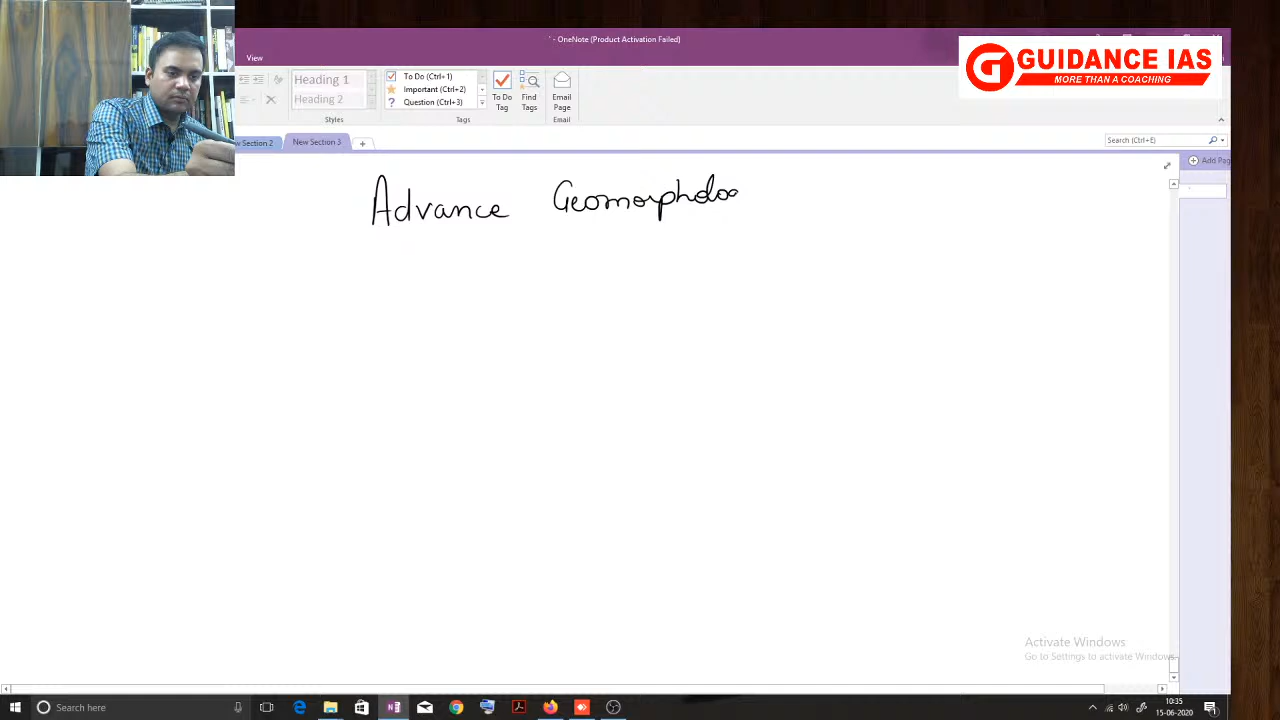 ' - OneNote (Product Activation Failed)
GUIDANCE IAS
MORE THAN A COACHING
View
Heading 1
Heading 2
Styles
To Do (Ctrl+1)
Important (Ctrl+2)
Question (Ctrl+3)
Tags
To Do Tag
Find Tags
Email Page
Email
Section 2
New Section 3
Search (Ctrl+E)
Add Pag
Advance Geomorpholo
Activate Windows
Go to Settings to activate Windows.
Search here
10:35
15-06-2020